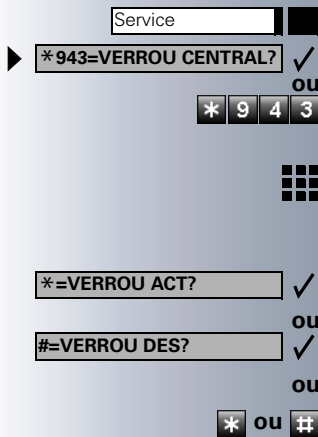 Service
*943=VERROU CENTRAL?
ou
* 9 4 3
*=VERROU ACT?
ou
#=VERROU DES?
ou
* ou #